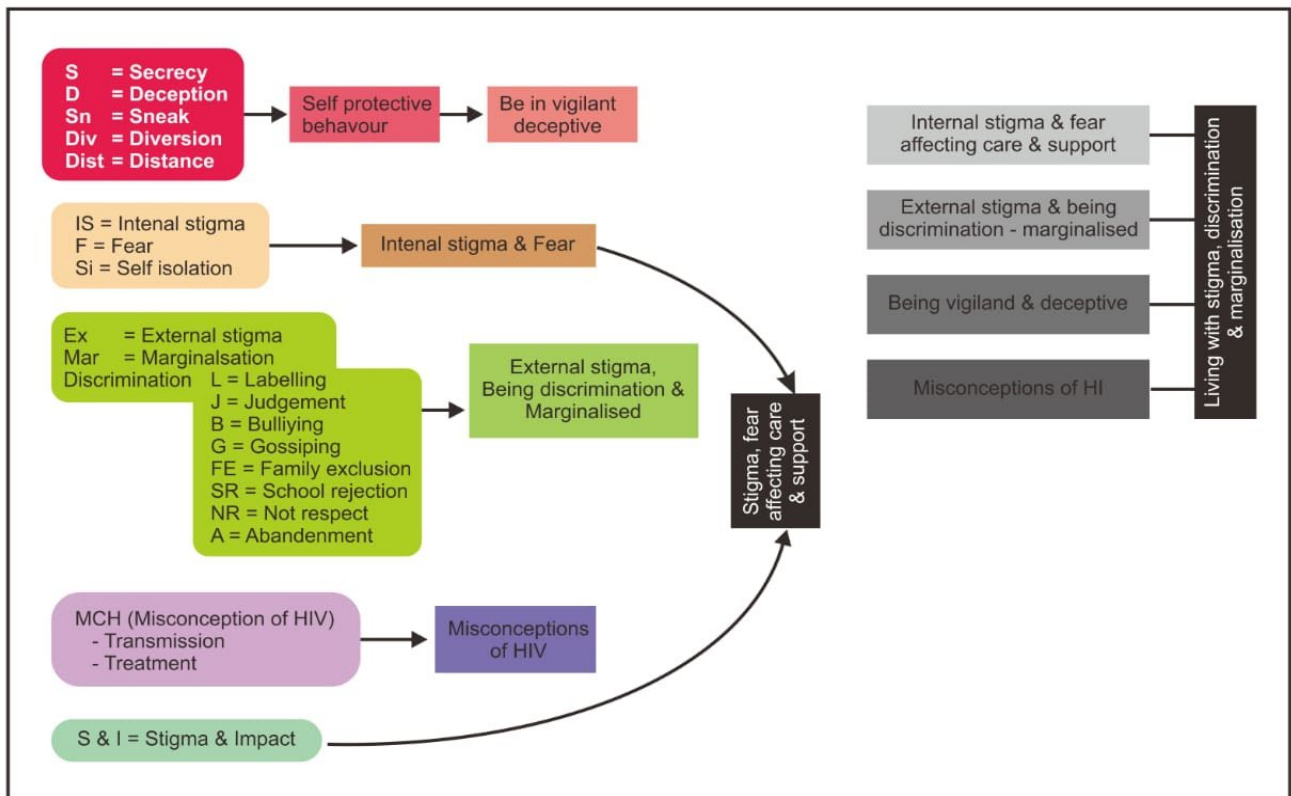 S = Secrecy
D = Deception
Sn = Sneak
Div = Diversion
Dist = Distance
Self protective
behavour
Be in vigilant
deceptive
IS = Intenal stigma
F = Fear
Si = Self isolation
Intenal stigma & Fear
Ex = External stigma
Mar = Marginalsation
Discrimination
L = Labelling
J = Judgement
B = Bulliying
G = Gossiping
FE = Family exclusion
SR = School rejection
NR = Not respect
A = Abandenment
External stigma,
Being discrimination &
Marginalised
MCH (Misconception of HIV)
- Transmission
- Treatment
Misconceptions
of HIV
S & I = Stigma & Impact
Stigma, fear
affecting care
& support
Internal stigma & fear
affecting care & support
External stigma & being
discrimination - marginalised
Being vigiland & deceptive
Misconceptions of HI
Living with stigma, discrimination
& marginalisation